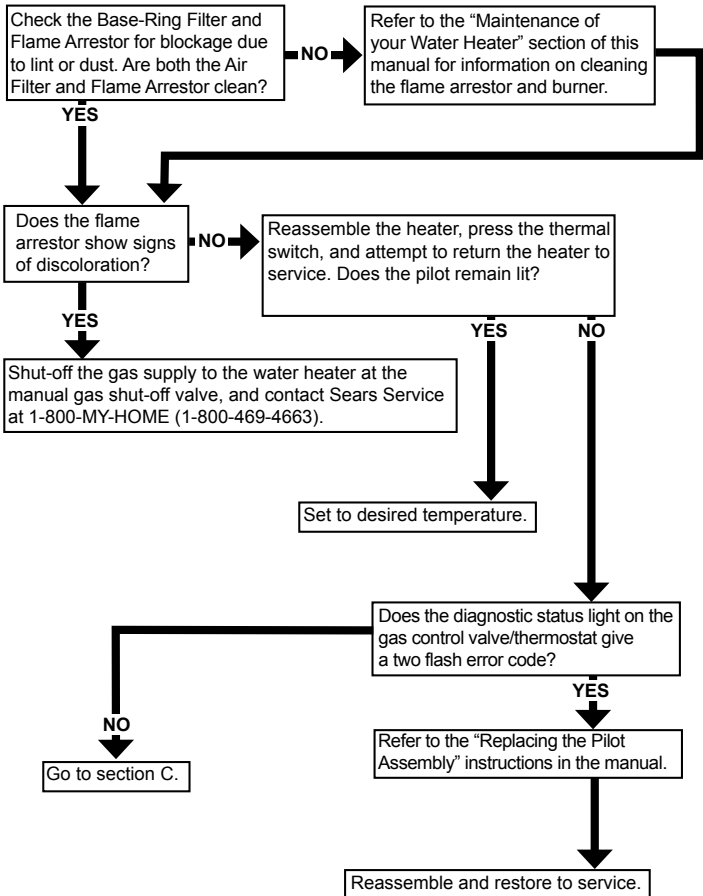 Check the Base-Ring Filter and
Flame Arrestor for blockage due
to lint or dust. Are both the Air
Filter and Flame Arrestor clean?
NO
Refer to the “Maintenance of
your Water Heater” section of this
manual for information on cleaning
the flame arrestor and burner.
YES
Does the flame
arrestor show signs
of discoloration?
NO
Reassemble the heater, press the thermal
switch, and attempt to return the heater to
service. Does the pilot remain lit?
YES
YES
NO
Shut-off the gas supply to the water heater at the
manual gas shut-off valve, and contact Sears Service
at 1-800-MY-HOME (1-800-469-4663).
Set to desired temperature.
Does the diagnostic status light on the
gas control valve/thermostat give
a two flash error code?
YES
NO
Refer to the “Replacing the Pilot
Assembly” instructions in the manual.
Go to section C.
Reassemble and restore to service.